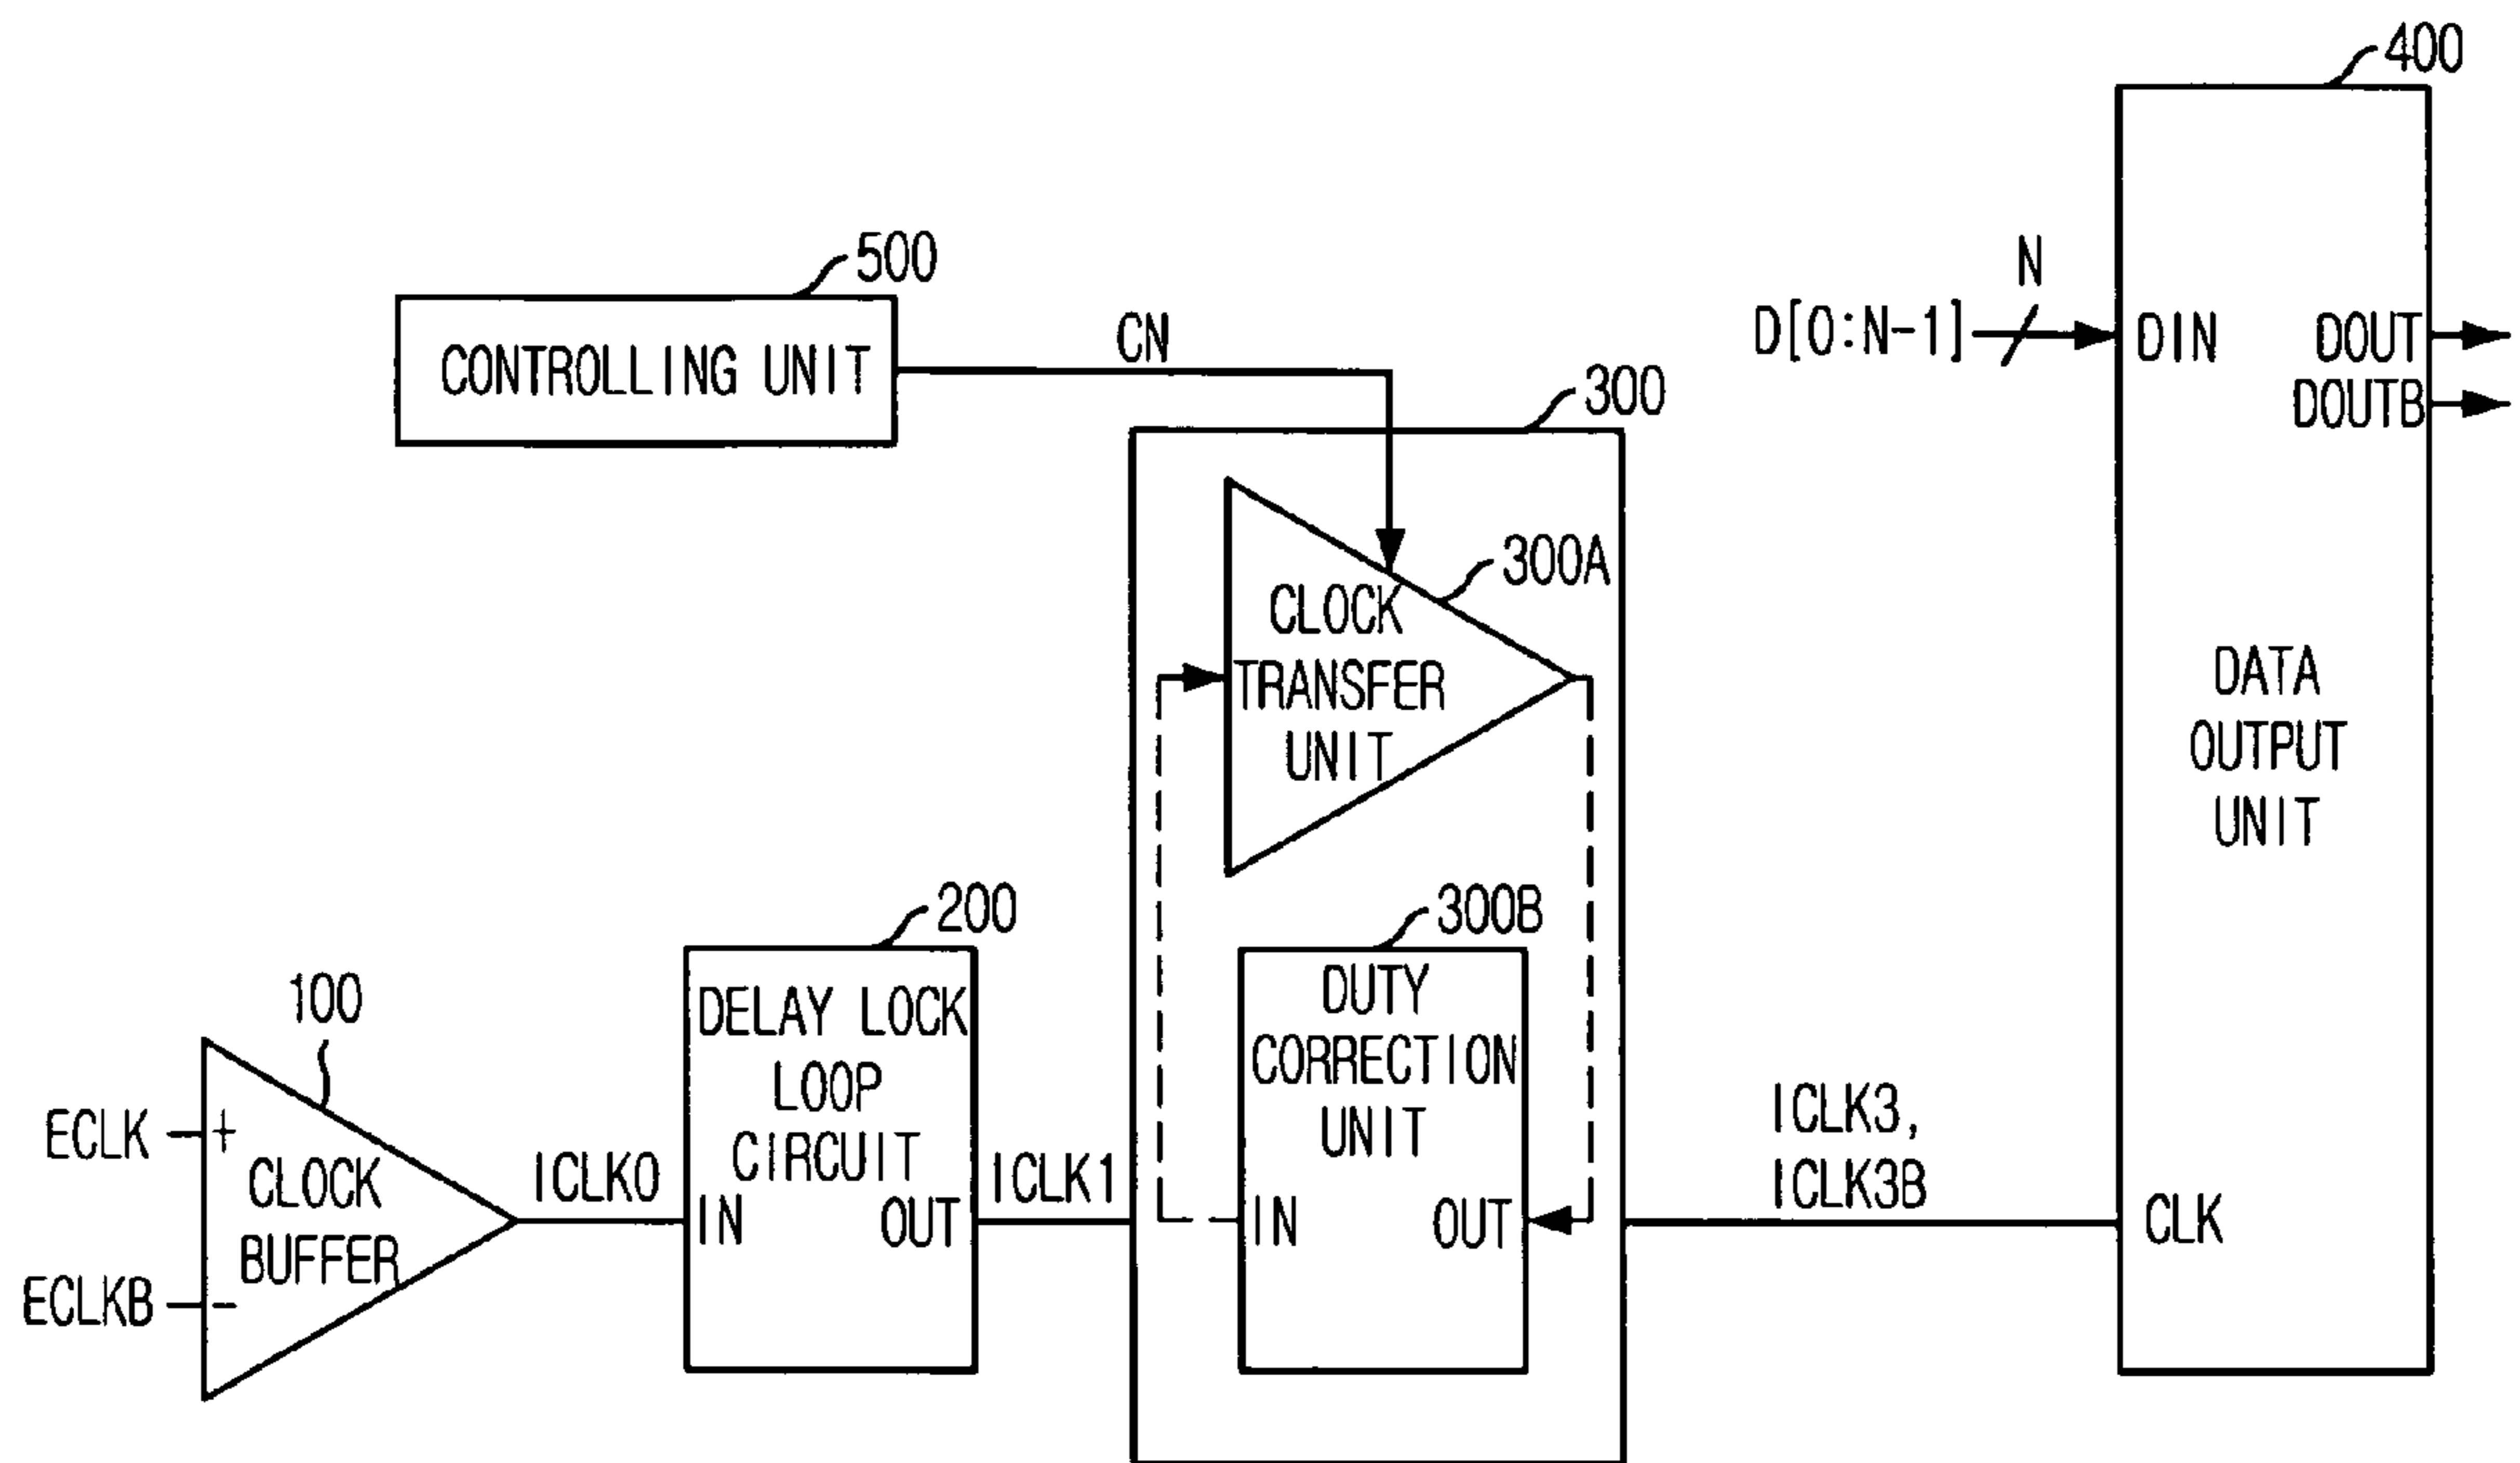 400
500
CONTROLLING UNIT
CN
N
D[0:N-1]
DIN
DOUT
DOUTB
300
300A
CLOCK
TRANSFER
UNIT
DATA
OUTPUT
UNIT
200
300B
100
DELAY LOCK
LOOP
CIRCUIT
IN
OUT
DUTY
CORRECTION
UNIT
IN
OUT
ECLK
+
CLOCK
BUFFER
ECLKB
-
ICLK0
ICLK1
ICLK3,
ICLK3B
CLK